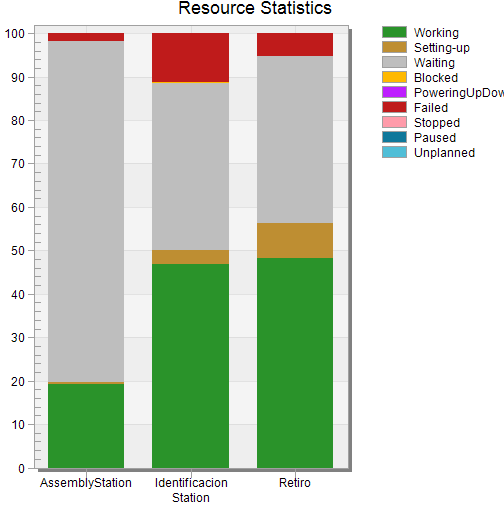 Resource Statistics
100
90
80
70
60
50
40
30
20
10
0
AssemblyStation
Identificacion
Station
Retiro
Working
Setting-up
Waiting
Blocked
PoweringUpDow
Failed
Stopped
Paused
Unplanned